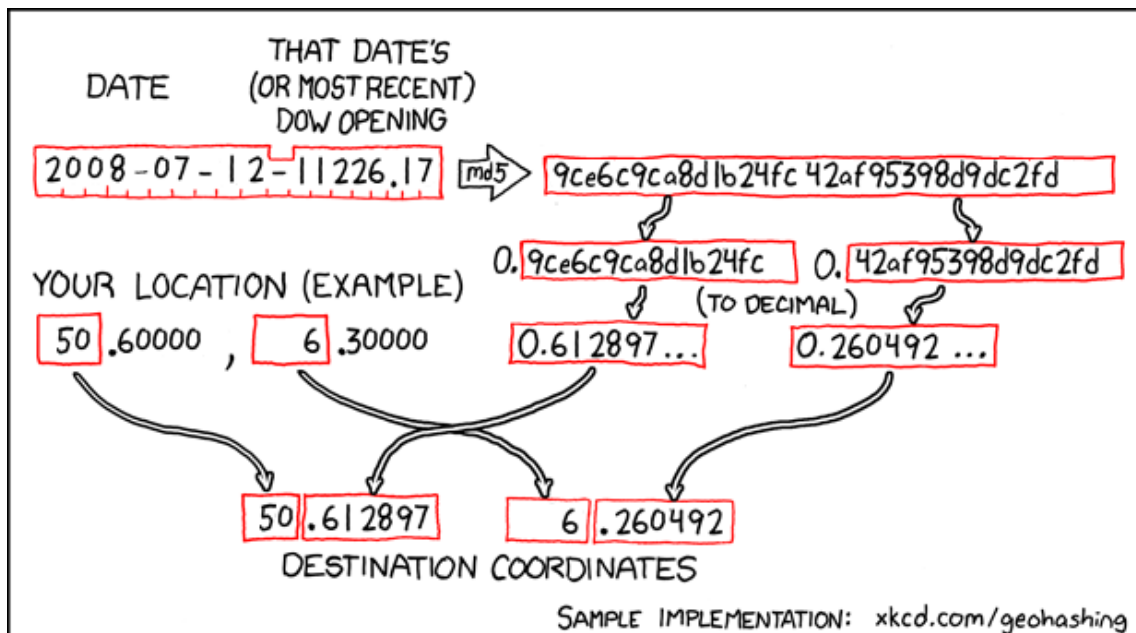 DATE
THAT DATE'S
(OR MOST RECENT)
DOW OPENING
2008-07-12-11226.17
md5
9ce6c9ca8d1b24fc42af95398d9dc2fd
0.9ce6c9ca8d1b24fc
0.42af95398d9dc2fd
(TO DECIMAL)
YOUR LOCATION (EXAMPLE)
50.60000, 6.30000
0.612897...
0.260492...
50.612897
6.260492
DESTINATION COORDINATES
SAMPLE IMPLEMENTATION: xkcd.com/geohashing